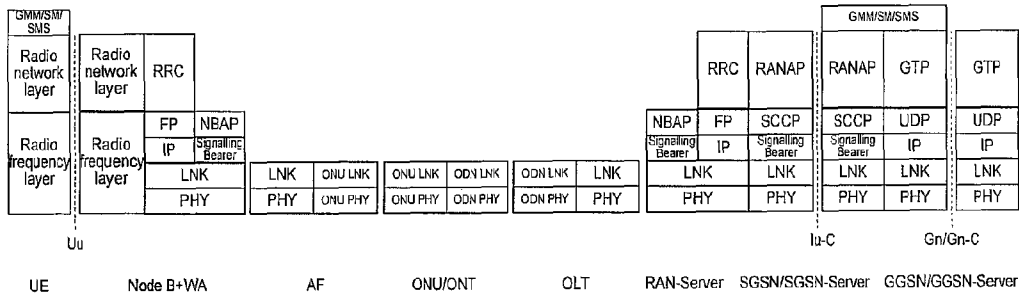 GMM/SM/
SMS
GMM/SM/SMS
Radio
network
layer
Radio
network
layer
RRC
RRC
RANAP
RANAP
GTP
GTP
Radio
frequency
layer
Radio
frequency
layer
FP
NBAP
NBAP
FP
SCCP
SCCP
UDP
UDP
IP
Signalling
Bearer
Signalling
Bearer
IP
Signalling
Bearer
Signalling
Bearer
IP
IP
LNK
LNK
ONU LNK
ONU LNK
ODN LNK
ODN LNK
LNK
LNK
LNK
LNK
LNK
LNK
PHY
PHY
ONU PHY
ONU PHY
ODN PHY
ODN PHY
PHY
PHY
PHY
PHY
PHY
PHY
Uu
Iu-C
Gn/Gn-C
UE
Node B+WA
AF
ONU/ONT
OLT
RAN-Server
SGSN/SGSN-Server
GGSN/GGSN-Server